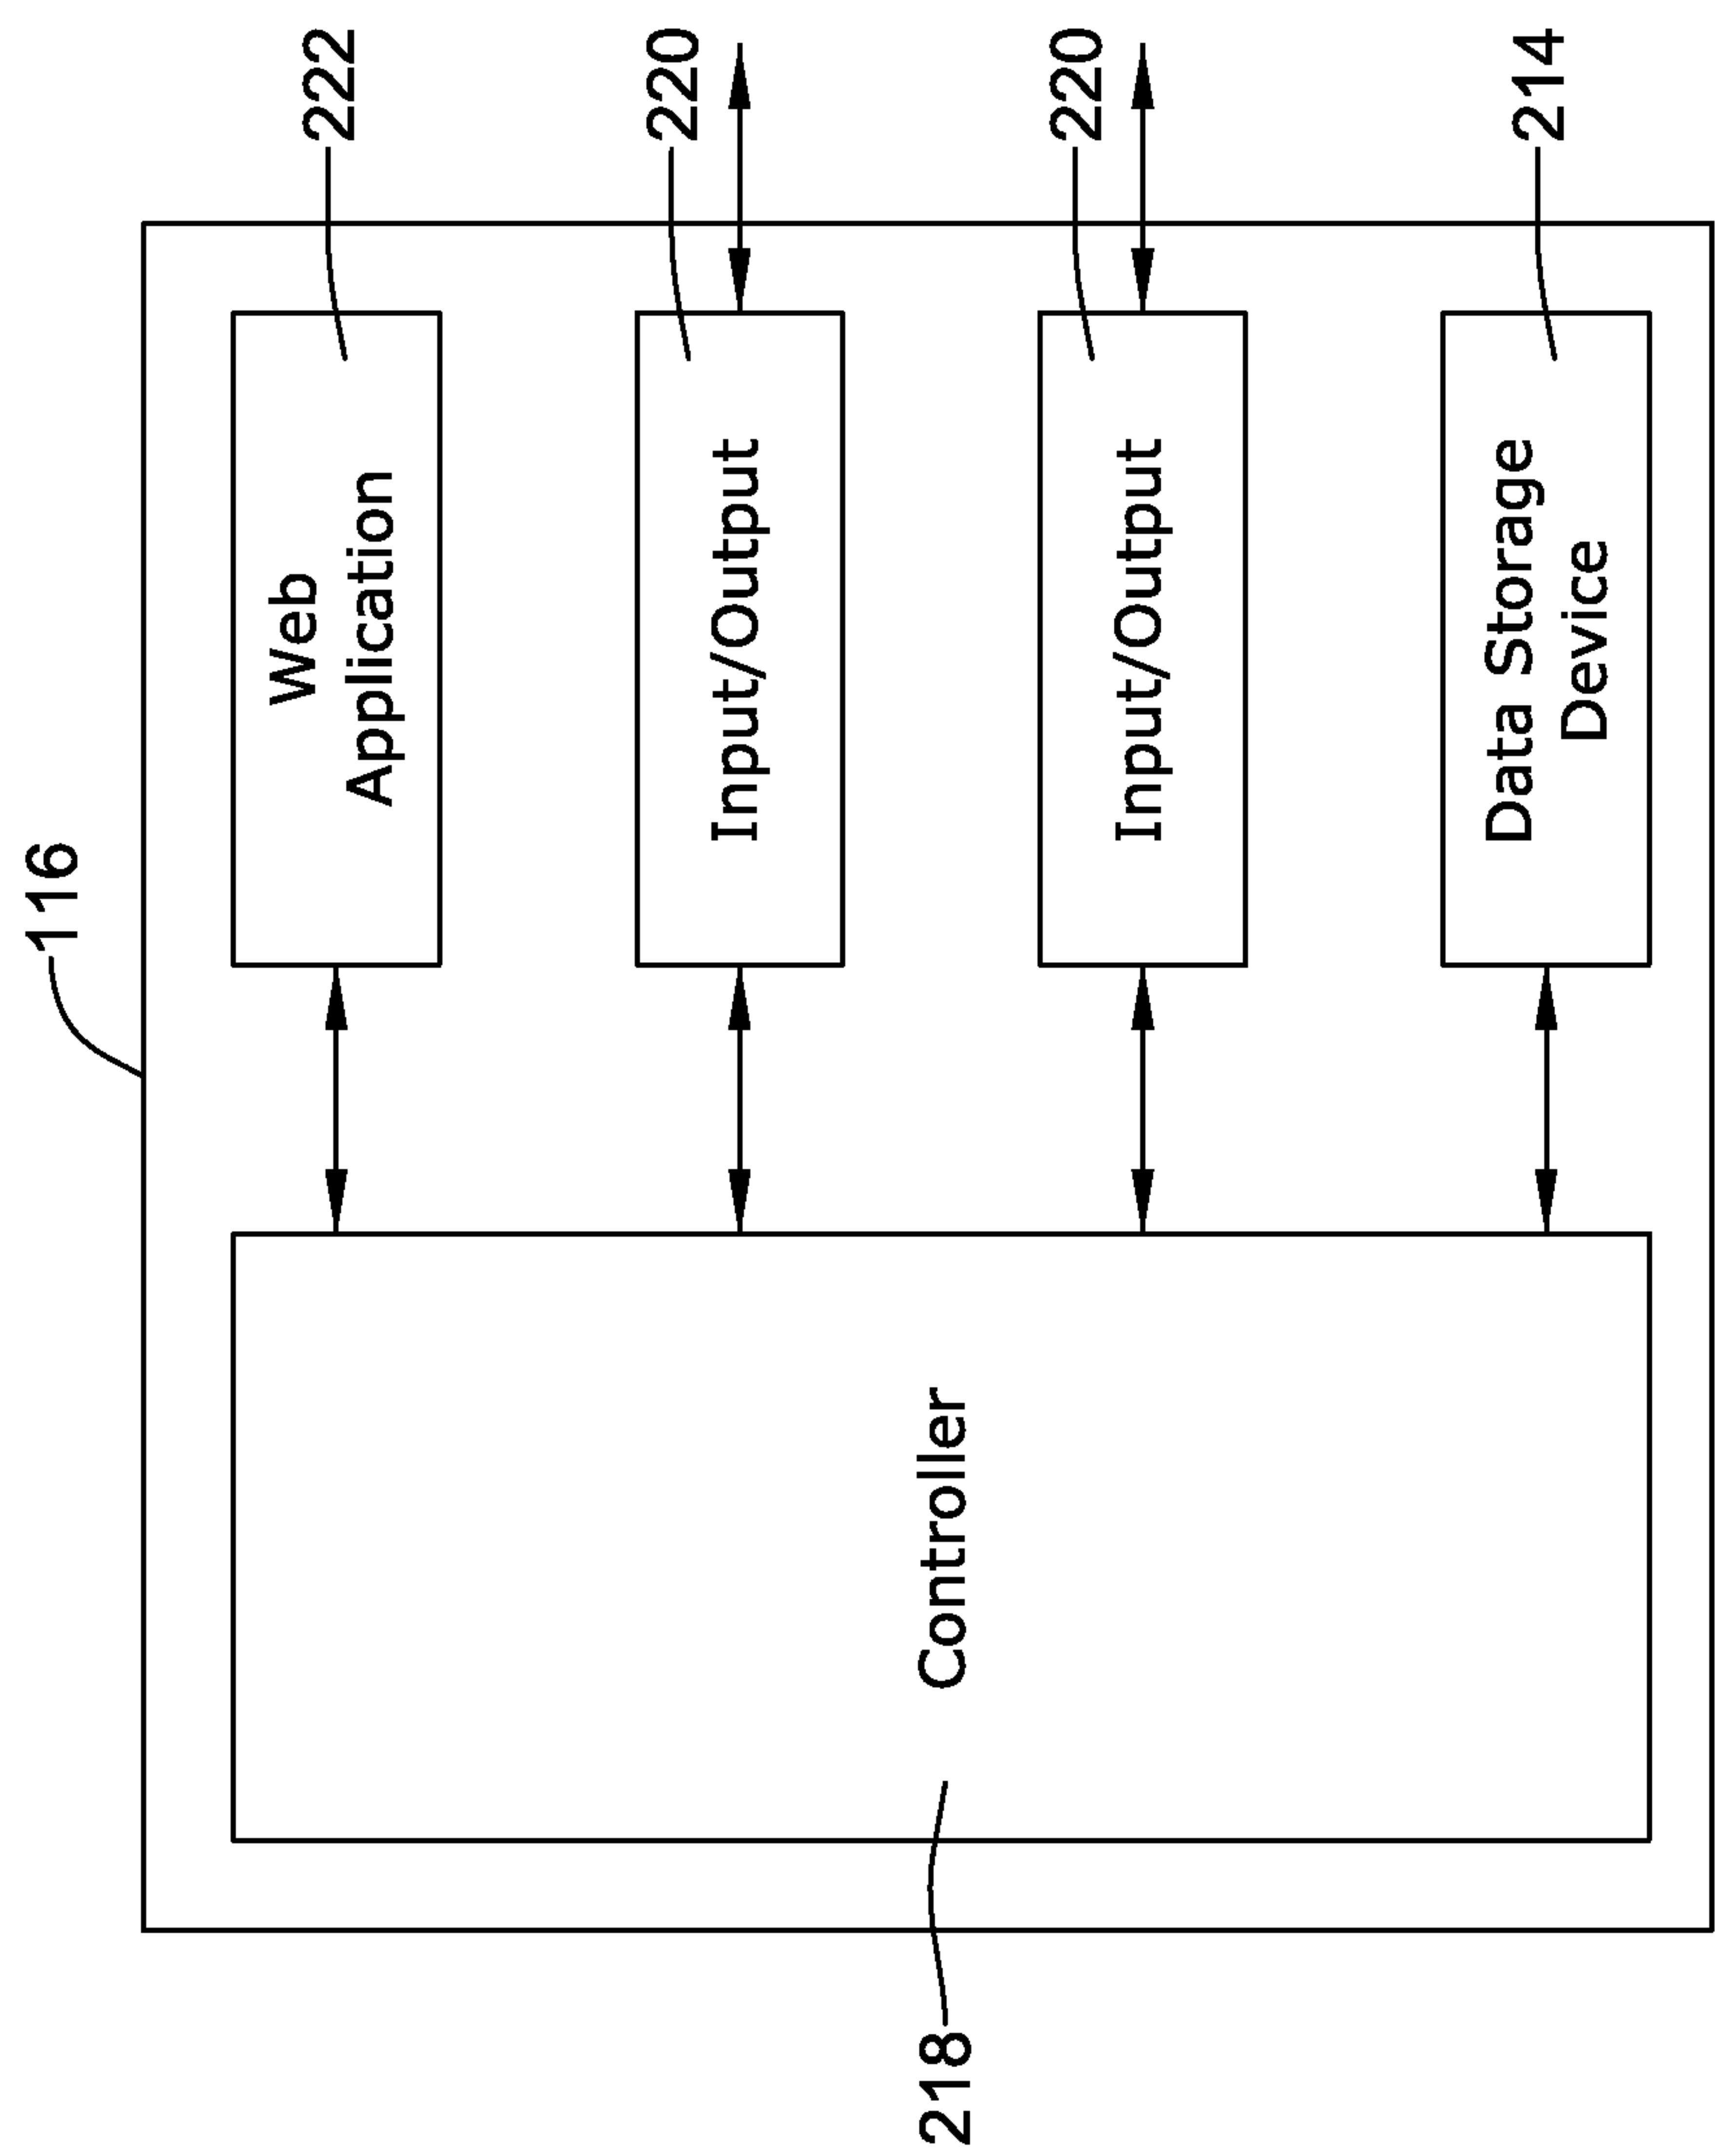 116
222
Web
Application
220
Input/Output
218
Controller
220
Input/Output
214
Data Storage
Device